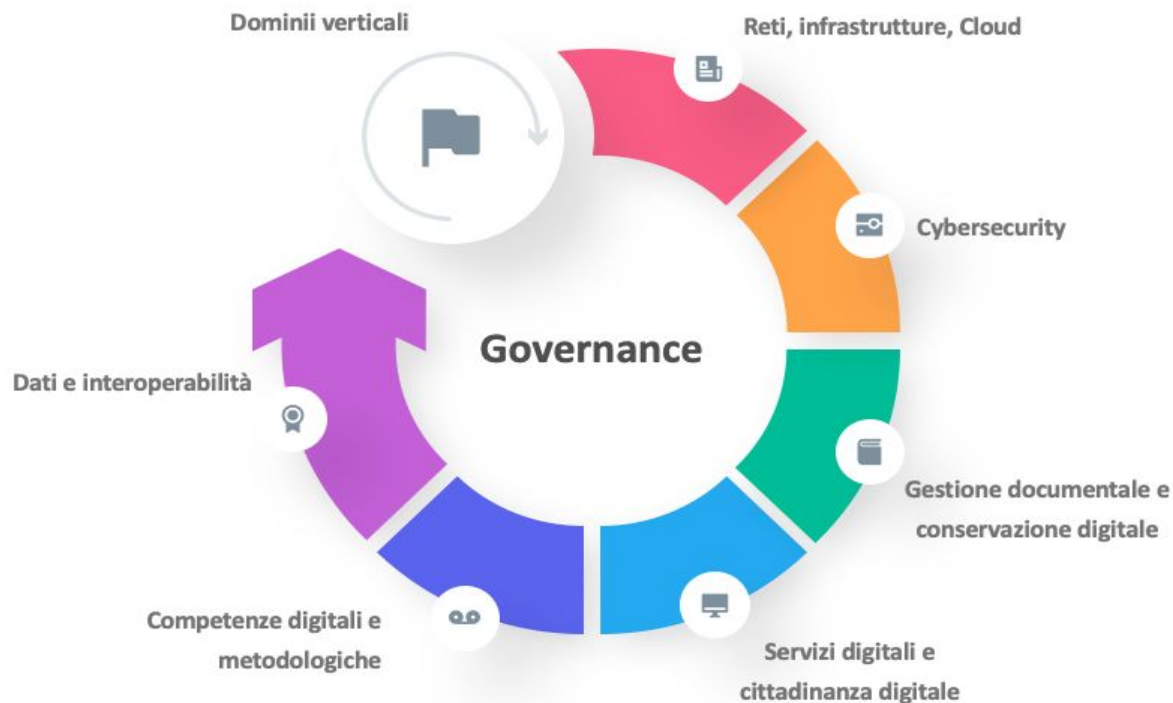 Dominii verticali
Reti, infrastrutture, Cloud
Cybersecurity
Governance
Dati e interoperabilità
Gestione documentale e
conservazione digitale
Competenze digitali e
metodologiche
Servizi digitali e
cittadinanza digitale